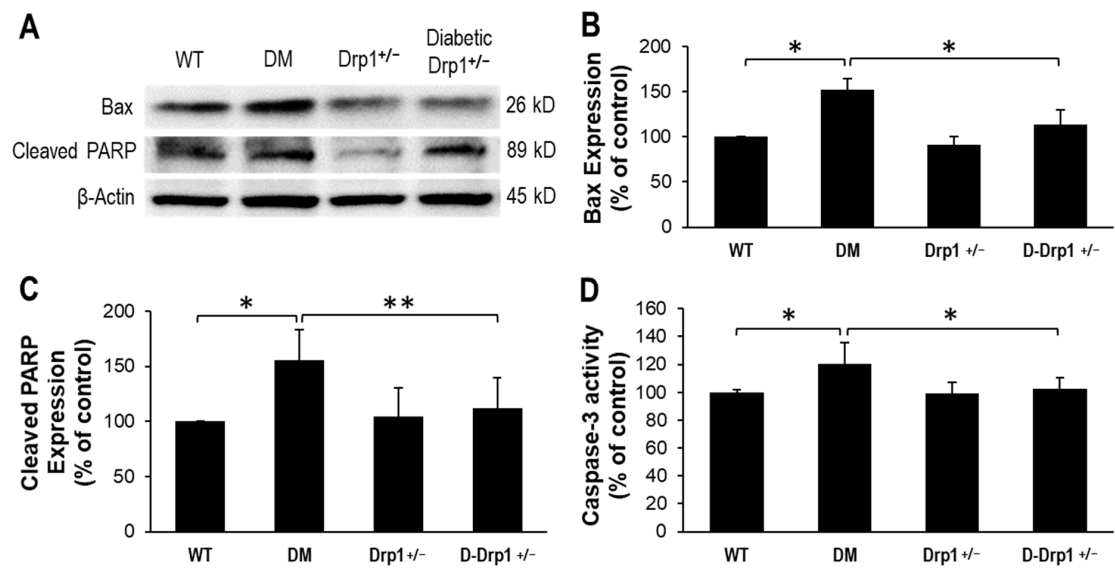 A
WT DM Drp1+/− Diabetic
Drp1+/−
Bax 26 kD
Cleaved PARP 89 kD
β-Actin 45 kD
B
Bax Expression
(% of control)
200
150
100
50
0
* *
WT DM Drp1 +/− D-Drp1 +/−
C
Cleaved PARP
Expression
(% of control)
200
150
100
50
0
* **
WT DM Drp1 +/− D-Drp1 +/−
D
Caspase-3 activity
(% of control)
160
140
120
100
80
60
40
20
0
* *
WT DM Drp1 +/− D-Drp1 +/−